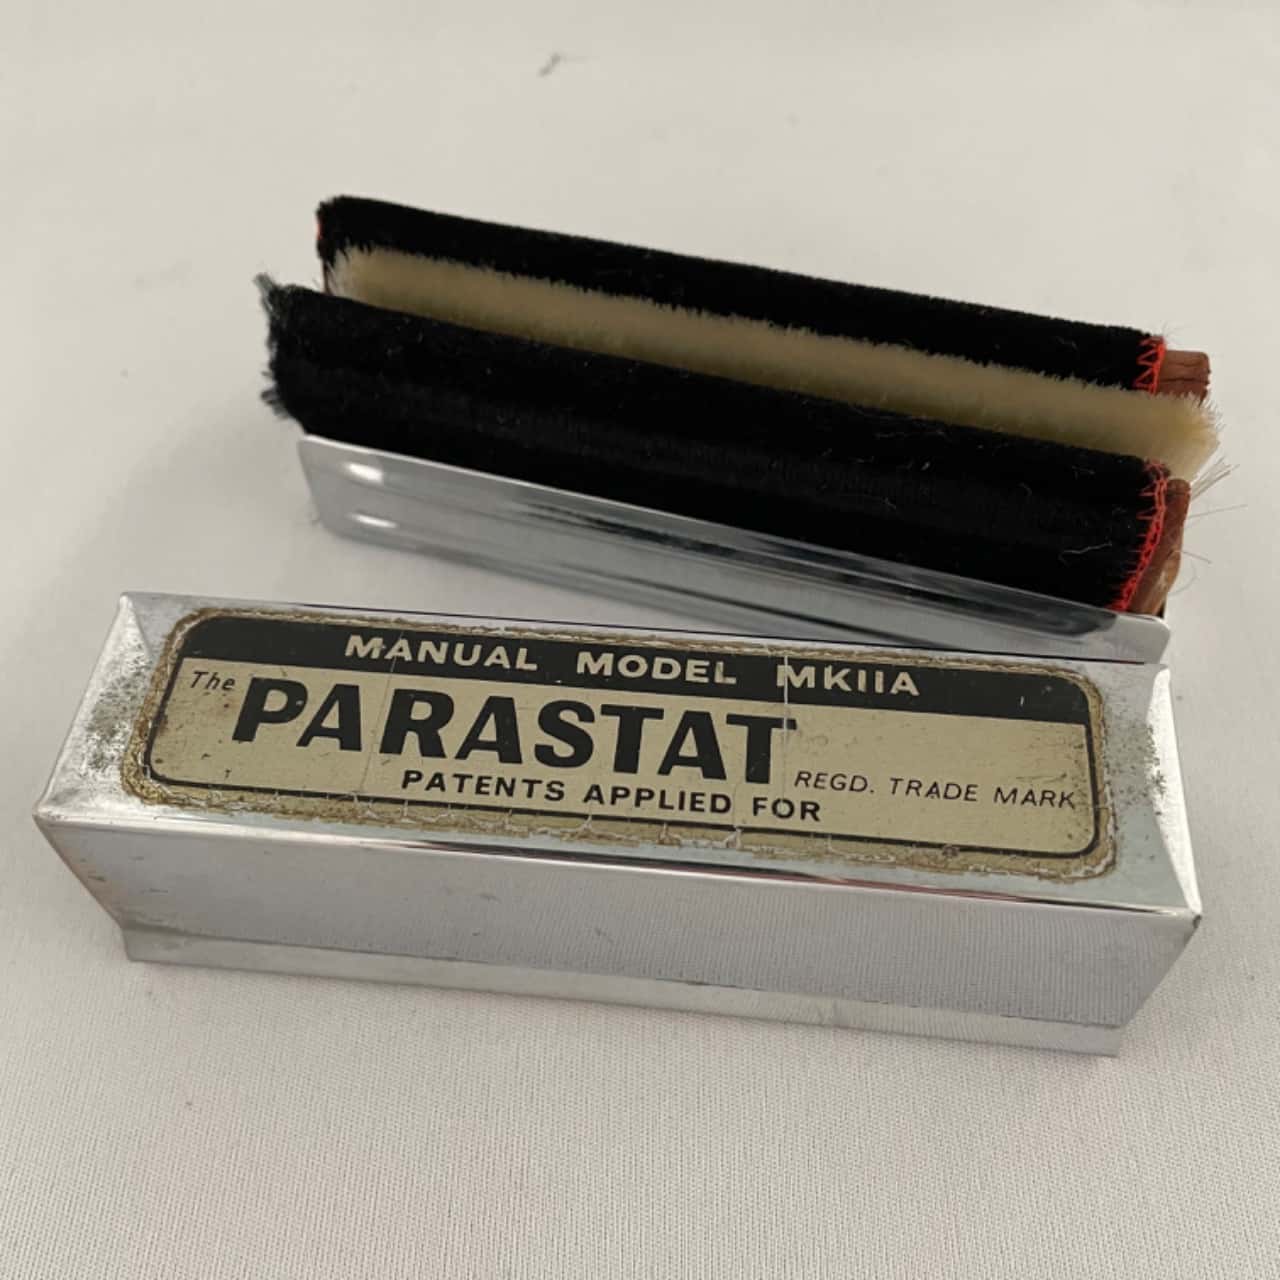 MANUAL MODEL MKIIA
The PARASTAT REGD. TRADE MARK
PATENTS APPLIED FOR